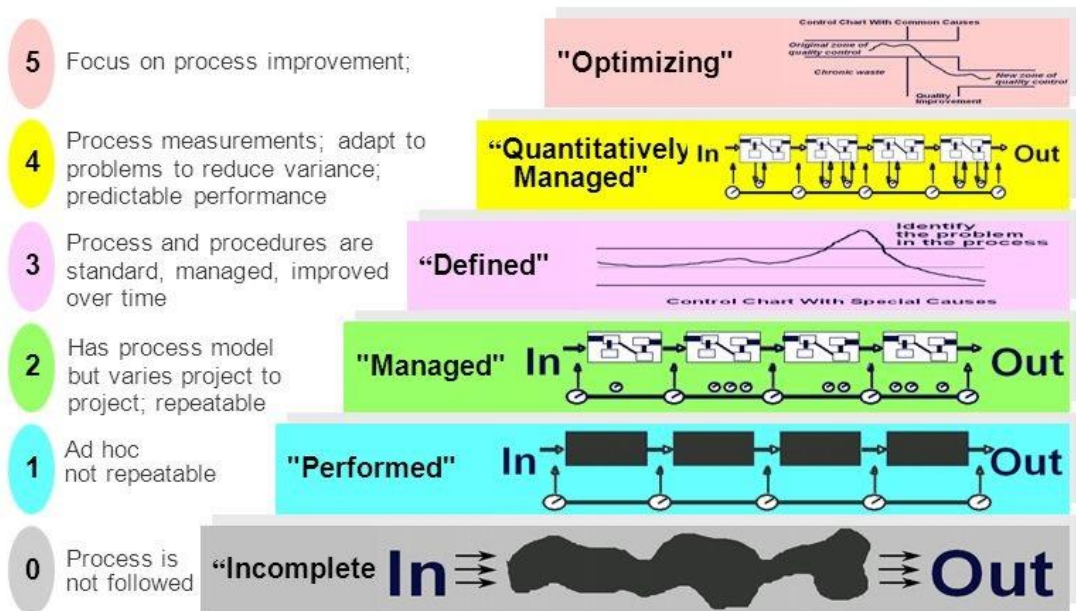 5
Focus on process improvement;
"Optimizing"
Control Chart With Common Causes
Original zone of
quality control
Chronic waste
New zone of
quality control
Quality
Improvement
4
Process measurements; adapt to
problems to reduce variance;
predictable performance
“Quantitatively
Managed"
In
Out
3
Process and procedures are
standard, managed, improved
over time
“Defined"
Identify
the problem
in the process
Control Chart With Special Causes
2
Has process model
but varies project to
project; repeatable
"Managed"
In
Out
1
Ad hoc
not repeatable
"Performed"
In
Out
0
Process is
not followed
“Incomplete
In
Out